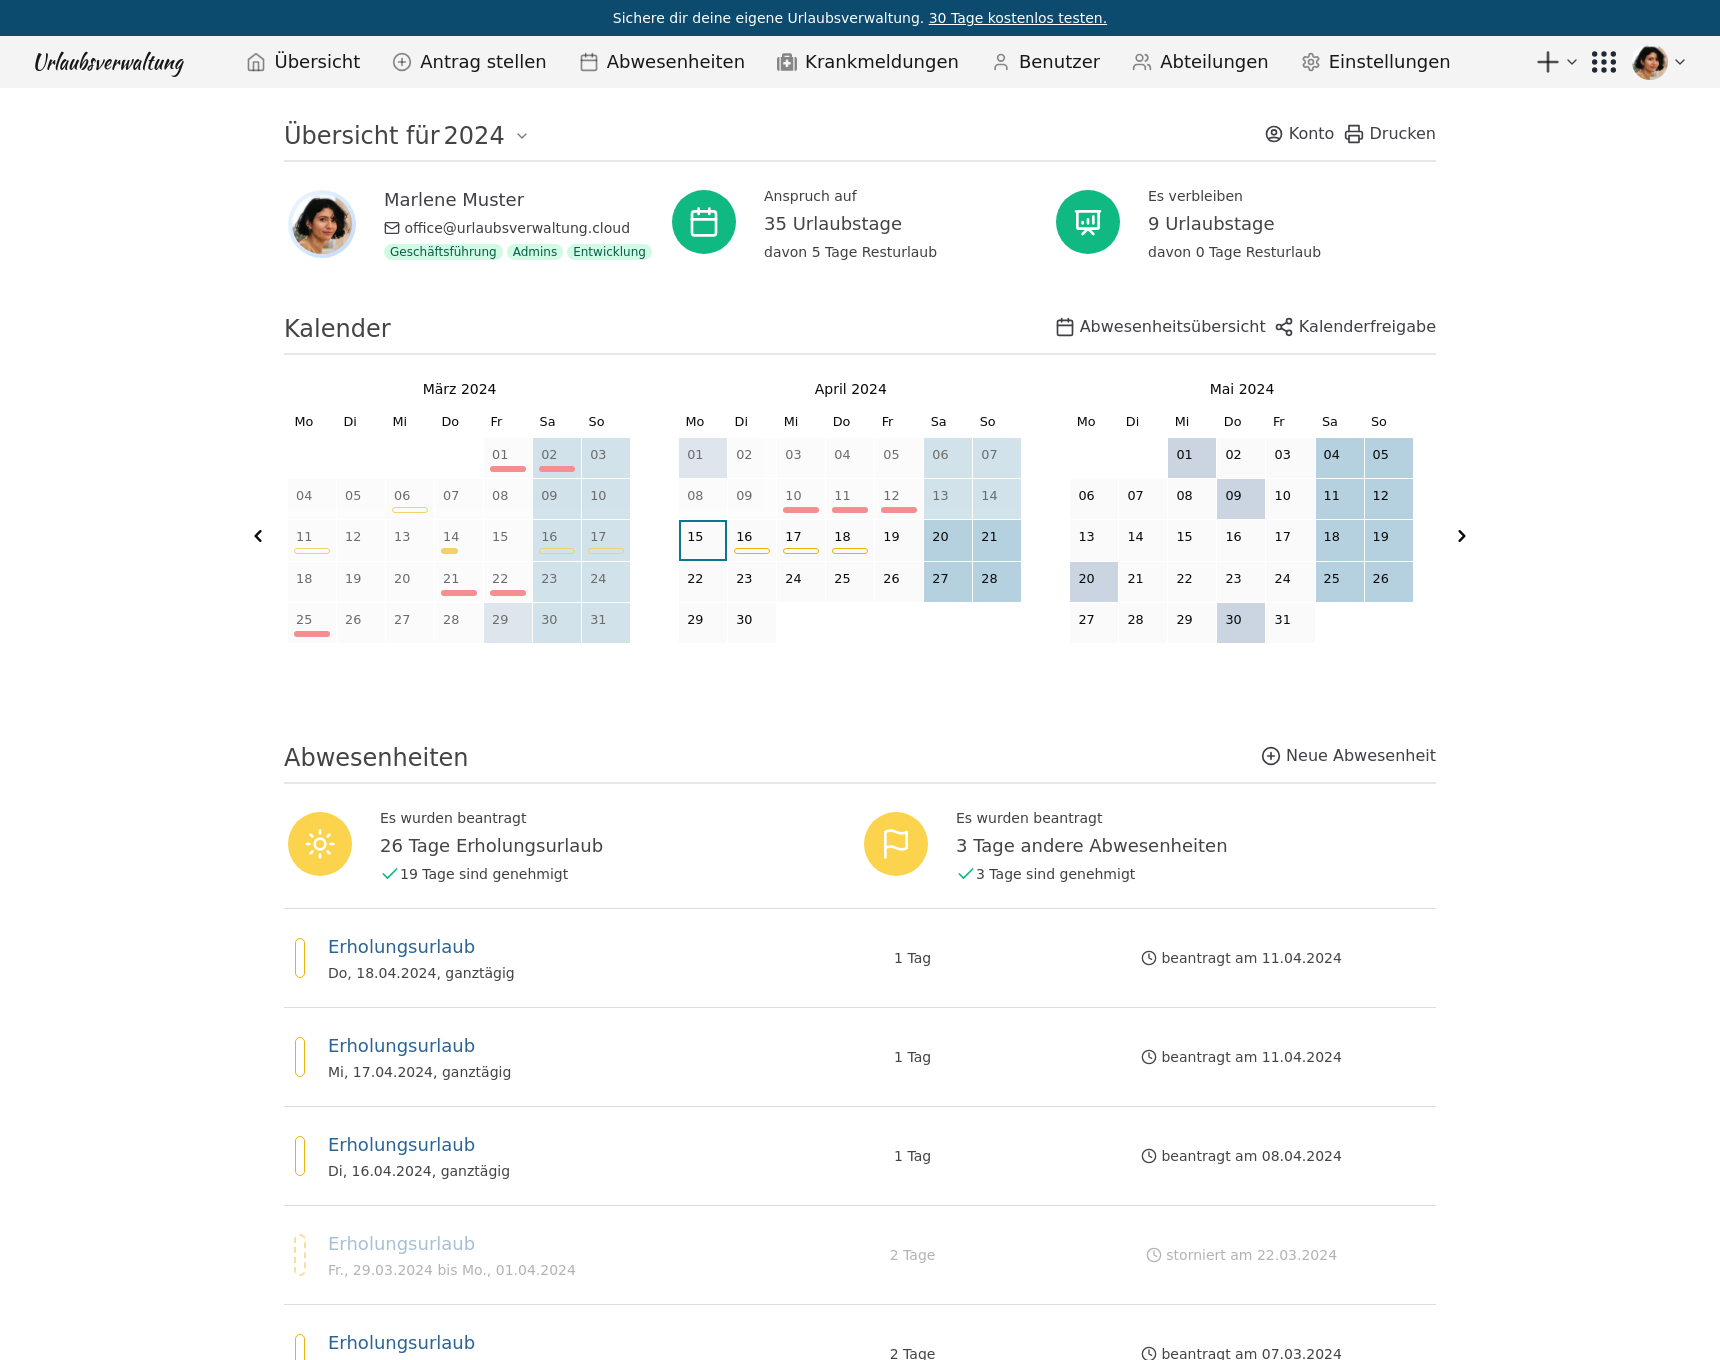 Sichere dir deine eigene Urlaubsverwaltung. 30 Tage kostenlos testen.
Urlaubsverwaltung Übersicht Antrag stellen Abwesenheiten Krankmeldungen Benutzer Abteilungen Einstellungen
Übersicht für 2024
Konto Drucken
Marlene Muster
office@urlaubsverwaltung.cloud
Geschäftsführung Admins Entwicklung
Anspruch auf
35 Urlaubstage
davon 5 Tage Resturlaub
Es verbleiben
9 Urlaubstage
davon 0 Tage Resturlaub
Kalender
Abwesenheitsübersicht Kalenderfreigabe
März 2024
Mo Di Mi Do Fr Sa So
01 02 03
04 05 06 07 08 09 10
11 12 13 14 15 16 17
18 19 20 21 22 23 24
25 26 27 28 29 30 31
April 2024
Mo Di Mi Do Fr Sa So
01 02 03 04 05 06 07
08 09 10 11 12 13 14
15 16 17 18 19 20 21
22 23 24 25 26 27 28
29 30
Mai 2024
Mo Di Mi Do Fr Sa So
01 02 03 04 05
06 07 08 09 10 11 12
13 14 15 16 17 18 19
20 21 22 23 24 25 26
27 28 29 30 31
Abwesenheiten
Neue Abwesenheit
Es wurden beantragt
26 Tage Erholungsurlaub
19 Tage sind genehmigt
Es wurden beantragt
3 Tage andere Abwesenheiten
3 Tage sind genehmigt
Erholungsurlaub
Do, 18.04.2024, ganztägig
1 Tag
beantragt am 11.04.2024
Erholungsurlaub
Mi, 17.04.2024, ganztägig
1 Tag
beantragt am 11.04.2024
Erholungsurlaub
Di, 16.04.2024, ganztägig
1 Tag
beantragt am 08.04.2024
Erholungsurlaub
Fr., 29.03.2024 bis Mo., 01.04.2024
2 Tage
storniert am 22.03.2024
Erholungsurlaub
2 Tage
beantragt am 07.03.2024